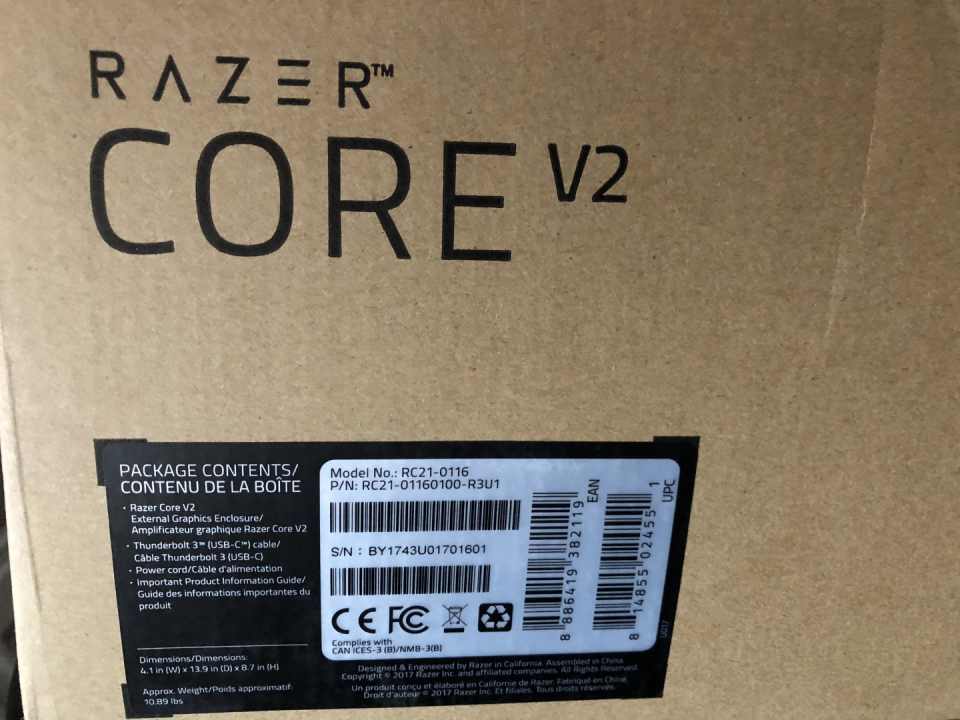 RAZER™
CORE V2
PACKAGE CONTENTS/
CONTENU DE LA BOÎTE
· Razer Core V2
External Graphics Enclosure/
Amplificateur graphique Razer Core V2
· Thunderbolt 3™ (USB-C™) cable/
Câble Thunderbolt 3 (USB-C)
· Power cord/Câble d'alimentation
· Important Product Information Guide/
Guide des informations importantes du
produit
Dimensions/Dimensions:
4.1 in (W) x 13.9 in (D) x 8.7 in (H)
Approx. Weight/Poids approximatif:
10.89 lbs
Model No.: RC21-0116
P/N: RC21-01160100-R3U1
S/N : BY1743U01701601
CE FC
Complies with
CAN ICES-3 (B)/NMB-3(B)
8 886419 382119
EAN
8 14855 02455 1
UPC
U017
Designed & Engineered by Razer in California. Assembled in China.
Copyright © 2017 Razer Inc. and affiliated companies. All Rights Reserved.
Un produit conçu et élaboré en Californie de Razer. Fabriqué en Chine.
Droit d'auteur © 2017 Razer Inc. Et filiales. Tous droits réservés.